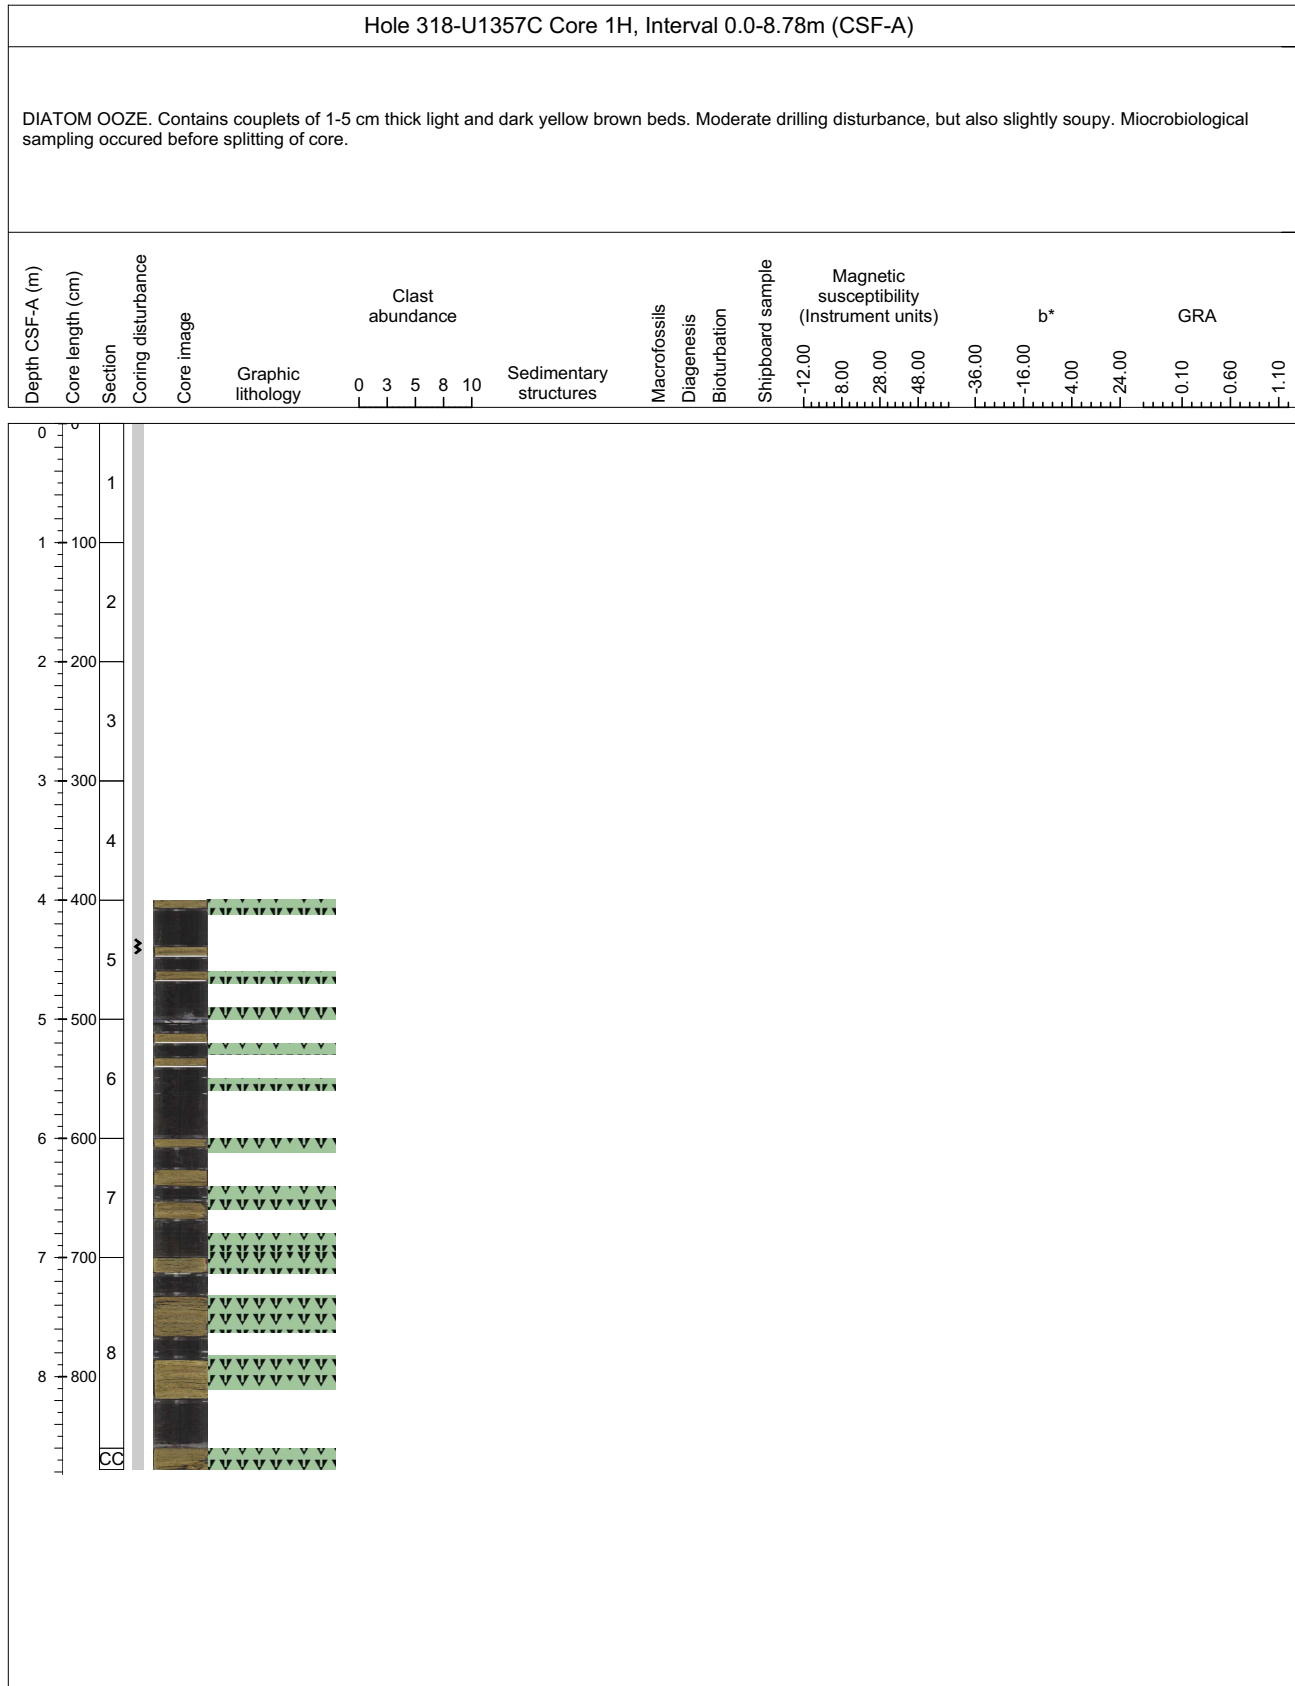 Hole 318-U1357C Core 1H, Interval 0.0-8.78m (CSF-A)
DIATOM OOZE. Contains couplets of 1-5 cm thick light and dark yellow brown beds. Moderate drilling disturbance, but also slightly soupy. Miocrobiological
sampling occured before splitting of core.
Depth CSF-A (m)
Core length (cm)
Section
Coring disturbance
Core image
Graphic
lithology
Clast
abundance
0 3 5 8 10
Sedimentary
structures
Macrofossils
Diagenesis
Bioturbation
Shipboard sample
Magnetic
susceptibility
(Instrument units)
-12.00 8.00 28.00 48.00
b*
-36.00 -16.00 4.00 24.00
GRA
0.10 0.60 1.10
0 0
1
1 100
2
2 200
3
3 300
4
4 400
5
5 500
6
6 600
7
7 700
8
8 800
CC